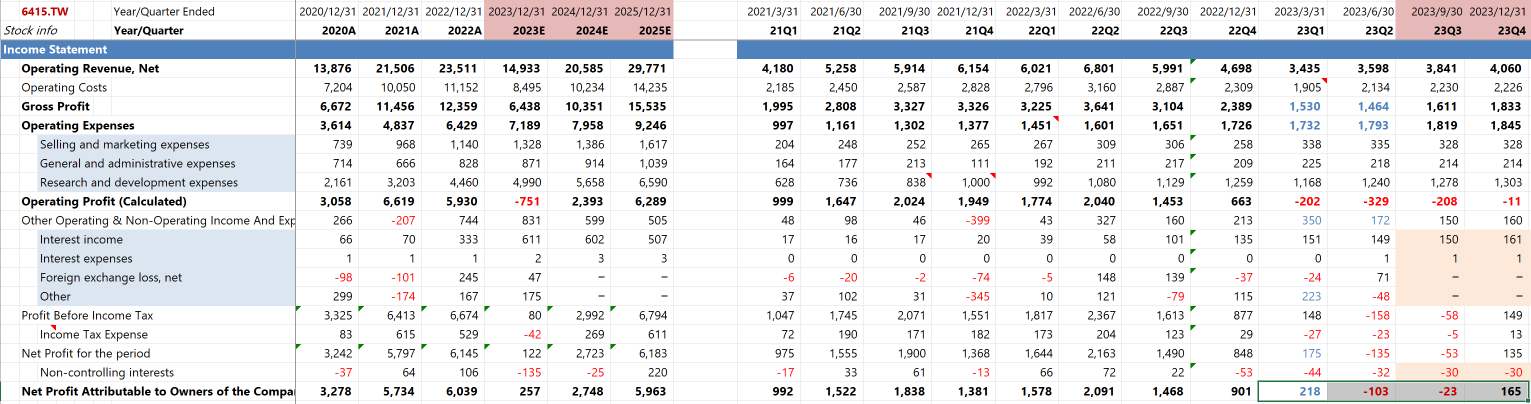 6415.TW Year/Quarter Ended 2020/12/31 2021/12/31 2022/12/31 2023/12/31 2024/12/31 2025/12/31 2021/3/31 2021/6/30 2021/9/30 2021/12/31 2022/3/31 2022/6/30 2022/9/30 2022/12/31 2023/3/31 2023/6/30 2023/9/30 2023/12/31
Stock info Year/Quarter 2020A 2021A 2022A 2023E 2024E 2025E 21Q1 21Q2 21Q3 21Q4 22Q1 22Q2 22Q3 22Q4 23Q1 23Q2 23Q3 23Q4
Income Statement
Operating Revenue, Net 13,876 21,506 23,511 14,933 20,585 29,771 4,180 5,258 5,914 6,154 6,021 6,801 5,991 4,698 3,435 3,598 3,841 4,060
Operating Costs 7,204 10,050 11,152 8,495 10,234 14,235 2,185 2,450 2,587 2,828 2,796 3,160 2,887 2,309 1,905 2,134 2,230 2,226
Gross Profit 6,672 11,456 12,359 6,438 10,351 15,535 1,995 2,808 3,327 3,326 3,225 3,641 3,104 2,389 1,530 1,464 1,611 1,833
Operating Expenses 3,614 4,837 6,429 7,189 7,958 9,246 997 1,161 1,302 1,377 1,451 1,601 1,651 1,726 1,732 1,793 1,819 1,845
Selling and marketing expenses 739 968 1,140 1,328 1,386 1,617 204 248 252 265 267 309 306 258 338 335 328 328
General and administrative expenses 714 666 828 871 914 1,039 164 177 213 111 192 211 217 209 225 218 214 214
Research and development expenses 2,161 3,203 4,460 4,990 5,658 6,590 628 736 838 1,000 992 1,080 1,129 1,259 1,168 1,240 1,278 1,303
Operating Profit (Calculated) 3,058 6,619 5,930 -751 2,393 6,289 999 1,647 2,024 1,949 1,774 2,040 1,453 663 -202 -329 -208 -11
Other Operating & Non-Operating Income And Exp 266 -207 744 831 599 505 48 98 46 -399 43 327 160 213 350 172 150 160
Interest income 66 70 333 611 602 507 17 16 17 20 39 58 101 135 151 149 150 161
Interest expenses 1 1 1 2 3 3 0 0 0 0 0 0 0 0 0 1 1 1
Foreign exchange loss, net -98 -101 245 47 – – -6 -20 -2 -74 -5 148 139 -37 -24 71 – –
Other 299 -174 167 175 – – 37 102 31 -345 10 121 -79 115 223 -48 – –
Profit Before Income Tax 3,325 6,413 6,674 80 2,992 6,794 1,047 1,745 2,071 1,551 1,817 2,367 1,613 877 148 -158 -58 149
Income Tax Expense 83 615 529 -42 269 611 72 190 171 182 173 204 123 29 -27 -23 -5 13
Net Profit for the period 3,242 5,797 6,145 122 2,723 6,183 975 1,555 1,900 1,368 1,644 2,163 1,490 848 175 -135 -53 135
Non-controlling interests -37 64 106 -135 -25 220 -17 33 61 -13 66 72 22 -53 -44 -32 -30 -30
Net Profit Attributable to Owners of the Compa 3,278 5,734 6,039 257 2,748 5,963 992 1,522 1,838 1,381 1,578 2,091 1,468 901 218 -103 -23 165